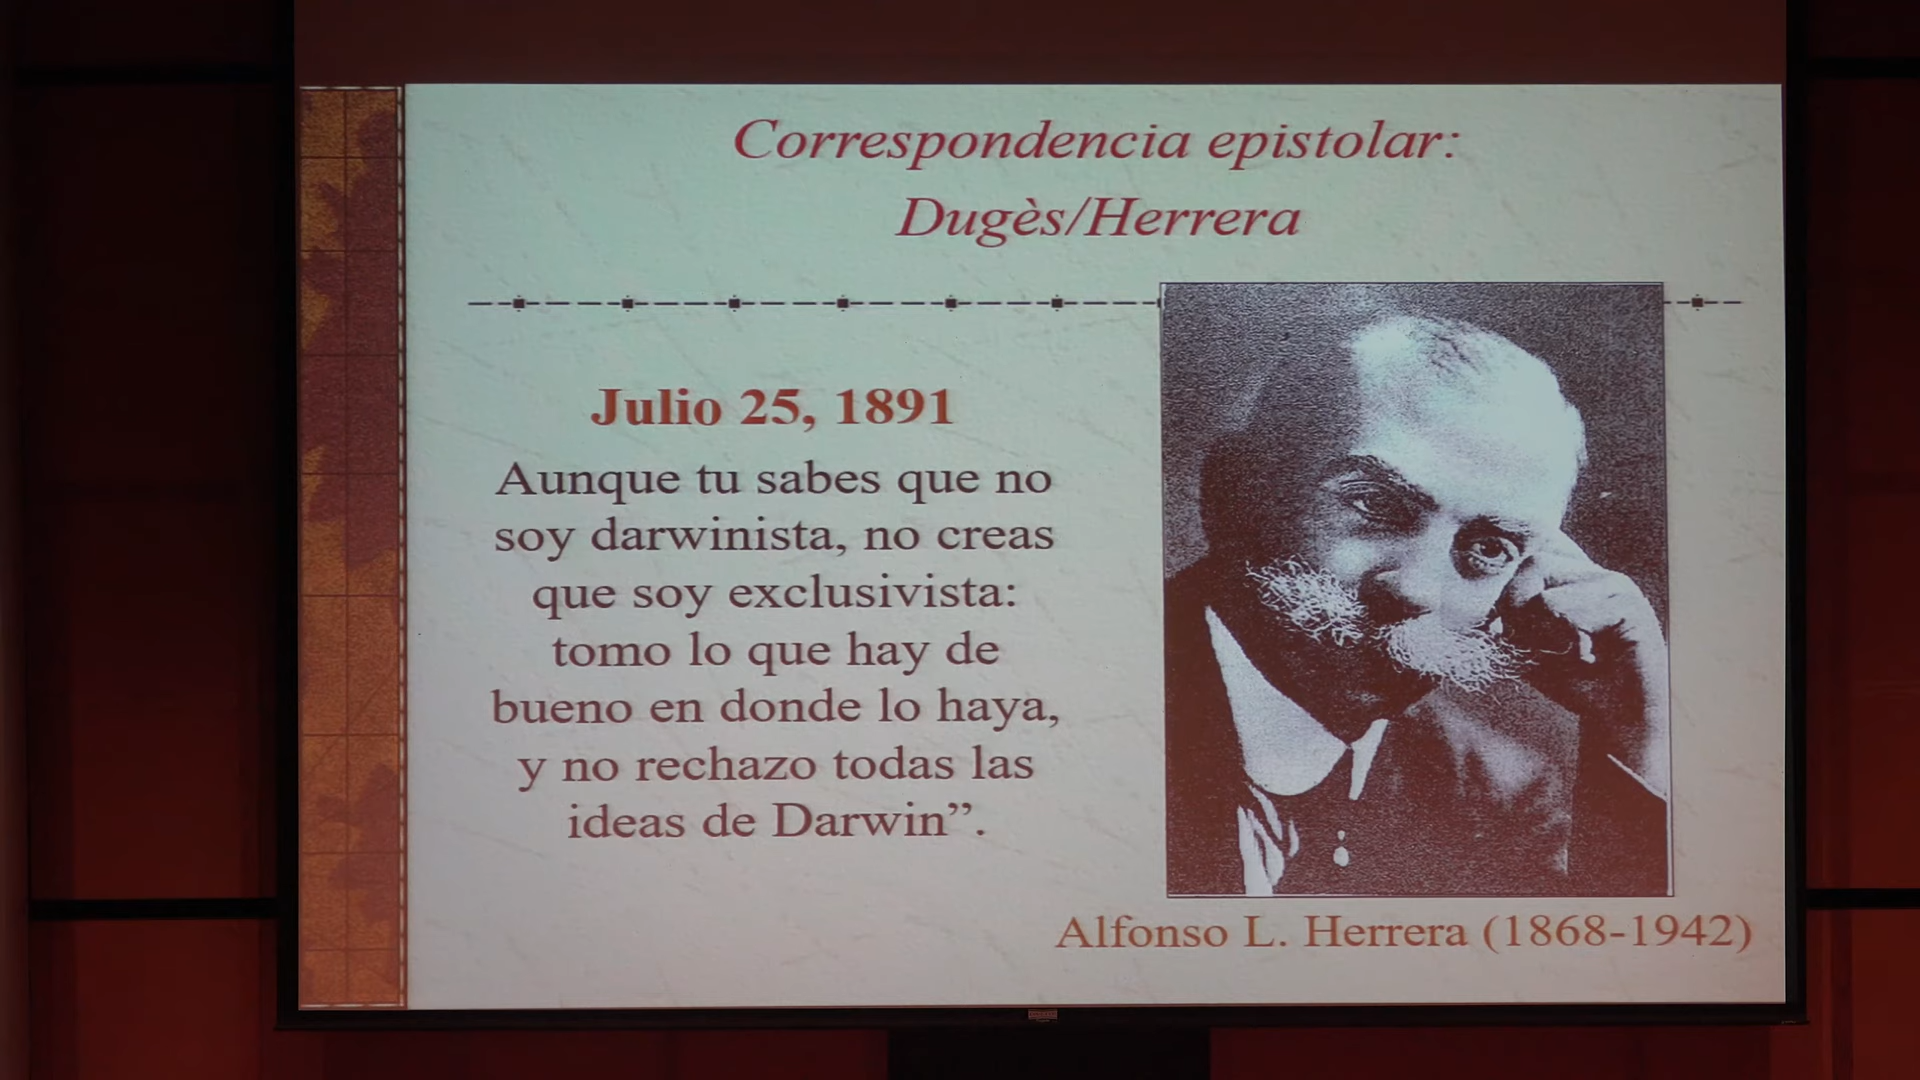 Correspondencia epistolar:
Dugès/Herrera
Julio 25, 1891
Aunque tu sabes que no
soy darwinista, no creas
que soy exclusivista:
tomo lo que hay de
bueno en donde lo haya,
y no rechazo todas las
ideas de Darwin”.
Alfonso L. Herrera (1868-1942)